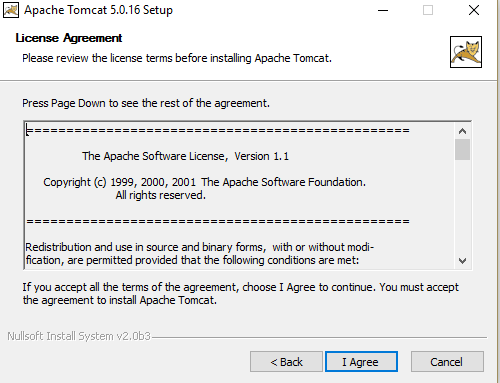 Apache Tomcat 5.0.16 Setup
License Agreement
Please review the license terms before installing Apache Tomcat.
Press Page Down to see the rest of the agreement.
================================================
The Apache Software License, Version 1.1
Copyright (c) 1999, 2000, 2001 The Apache Software Foundation.
All rights reserved.
================================================
Redistribution and use in source and binary forms, with or without modi-
fication, are permitted provided that the following conditions are met:
If you accept all the terms of the agreement, choose I Agree to continue. You must accept
the agreement to install Apache Tomcat.
Nullsoft Install System v2.0b3
< Back I Agree Cancel